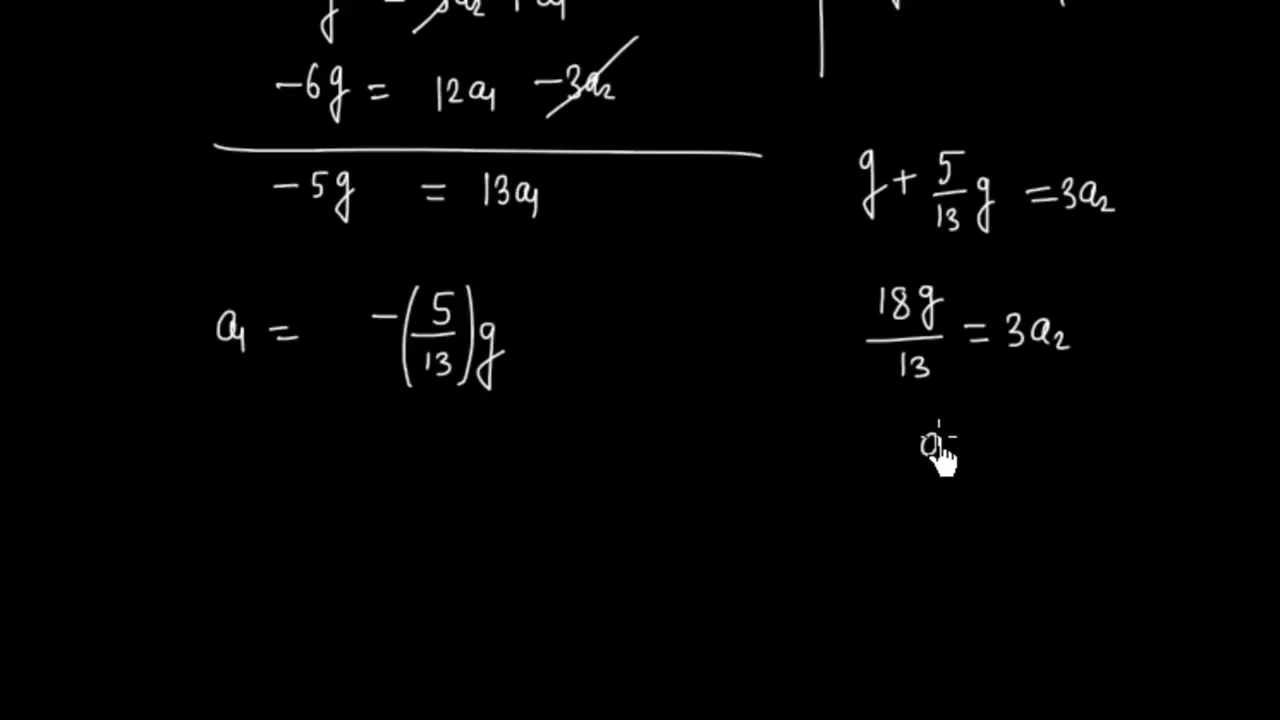 -6g = 12a₁ -3a₂
-5g = 13a₁
a₁ = -(5/13)g
g + 5/13 g = 3a₂
18g/13 = 3a₂